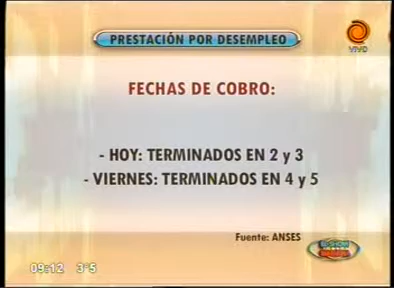 PRESTACIÓN POR DESEMPLEO
VIVO
FECHAS DE COBRO:
- HOY: TERMINADOS EN 2 y 3
- VIERNES: TERMINADOS EN 4 y 5
Fuente: ANSES
09:12 3°5